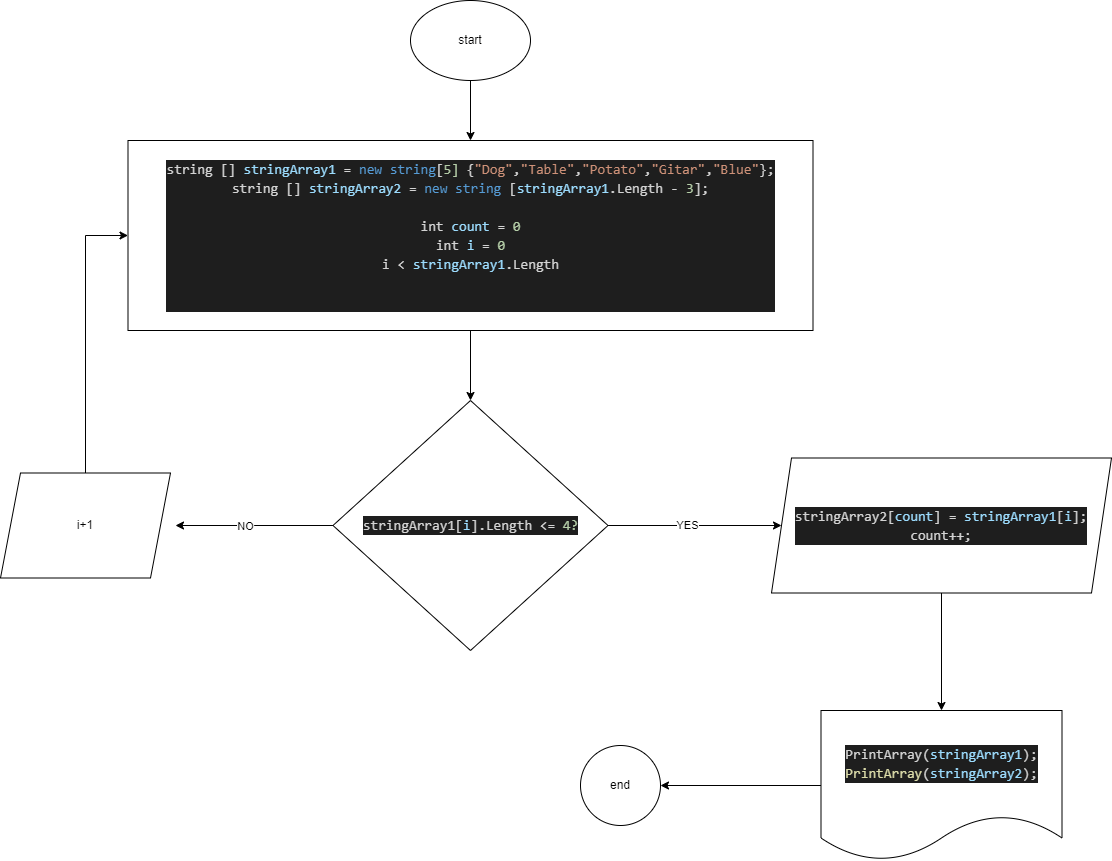 start
string [] stringArray1 = new string[5] {"Dog","Table","Potato","Gitar","Blue"};
string [] stringArray2 = new string [stringArray1.Length - 3];
int count = 0
int i = 0
i < stringArray1.Length
i+1
NO
stringArray1[i].Length <= 4?
YES
stringArray2[count] = stringArray1[i];
count++;
PrintArray(stringArray1);
PrintArray(stringArray2);
end